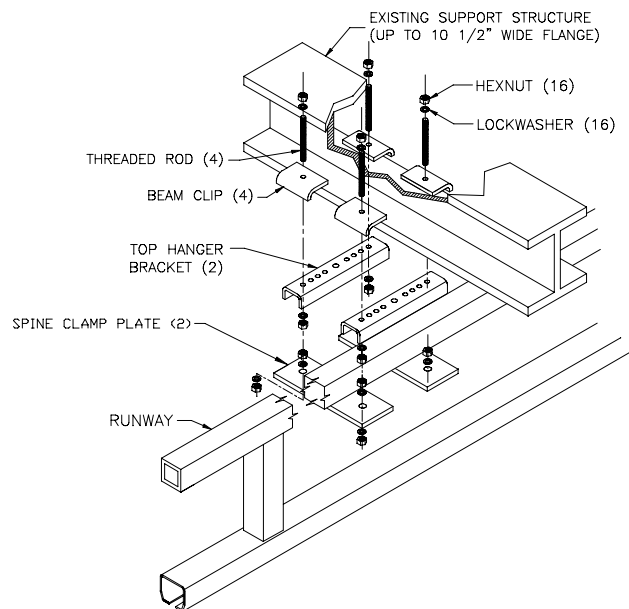 EXISTING SUPPORT STRUCTURE
(UP TO 10 1/2" WIDE FLANGE)
HEXNUT (16)
LOCKWASHER (16)
THREADED ROD (4)
BEAM CLIP (4)
TOP HANGER
BRACKET (2)
SPINE CLAMP PLATE (2)
RUNWAY